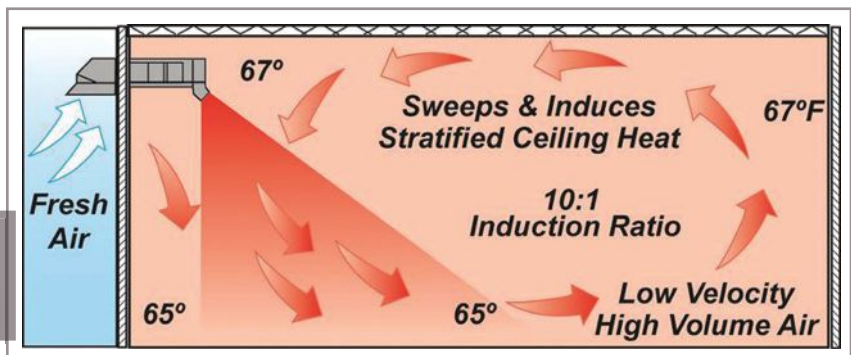 67º
Sweeps & Induces
Stratified Ceiling Heat
67ºF
Fresh
Air
10:1
Induction Ratio
65º
65º
Low Velocity
High Volume Air